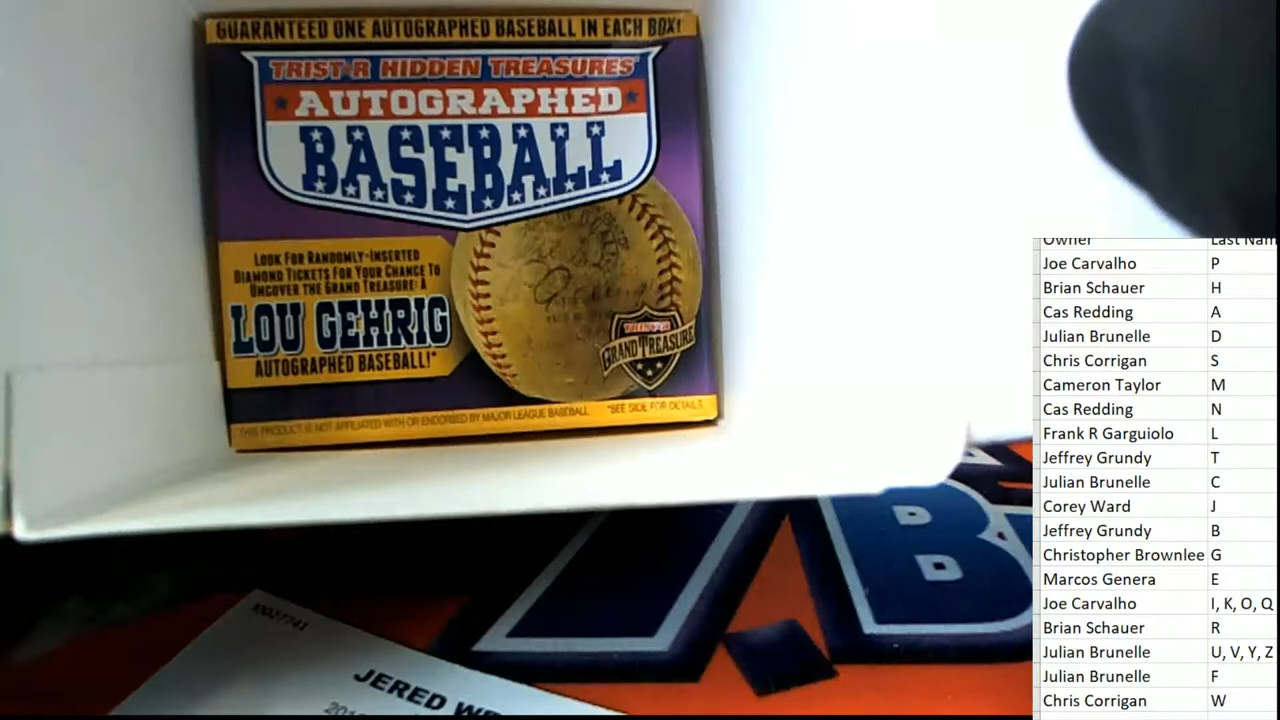 GUARANTEED ONE AUTOGRAPHED BASEBALL IN EACH BOX!
TRISTAR HIDDEN TREASURES
AUTOGRAPHED
BASEBALL
LOOK FOR RANDOMLY-INSERTED
DIAMOND TICKETS FOR YOUR CHANCE TO
UNCOVER THE GRAND TREASURE: A
LOU GEHRIG
AUTOGRAPHED BASEBALL!*
TRISTAR
GRAND TREASURE
THIS PRODUCT IS NOT AFFILIATED WITH OR ENDORSED BY MAJOR LEAGUE BASEBALL. *SEE SIDE FOR DETAILS.
JERED
B
Owner Last Nam
Joe Carvalho P
Brian Schauer H
Cas Redding A
Julian Brunelle D
Chris Corrigan S
Cameron Taylor M
Cas Redding N
Frank R Garguiolo L
Jeffrey Grundy T
Julian Brunelle C
Corey Ward J
Jeffrey Grundy B
Christopher Brownlee G
Marcos Genera E
Joe Carvalho I, K, O, Q
Brian Schauer R
Julian Brunelle U, V, Y, Z
Julian Brunelle F
Chris Corrigan W